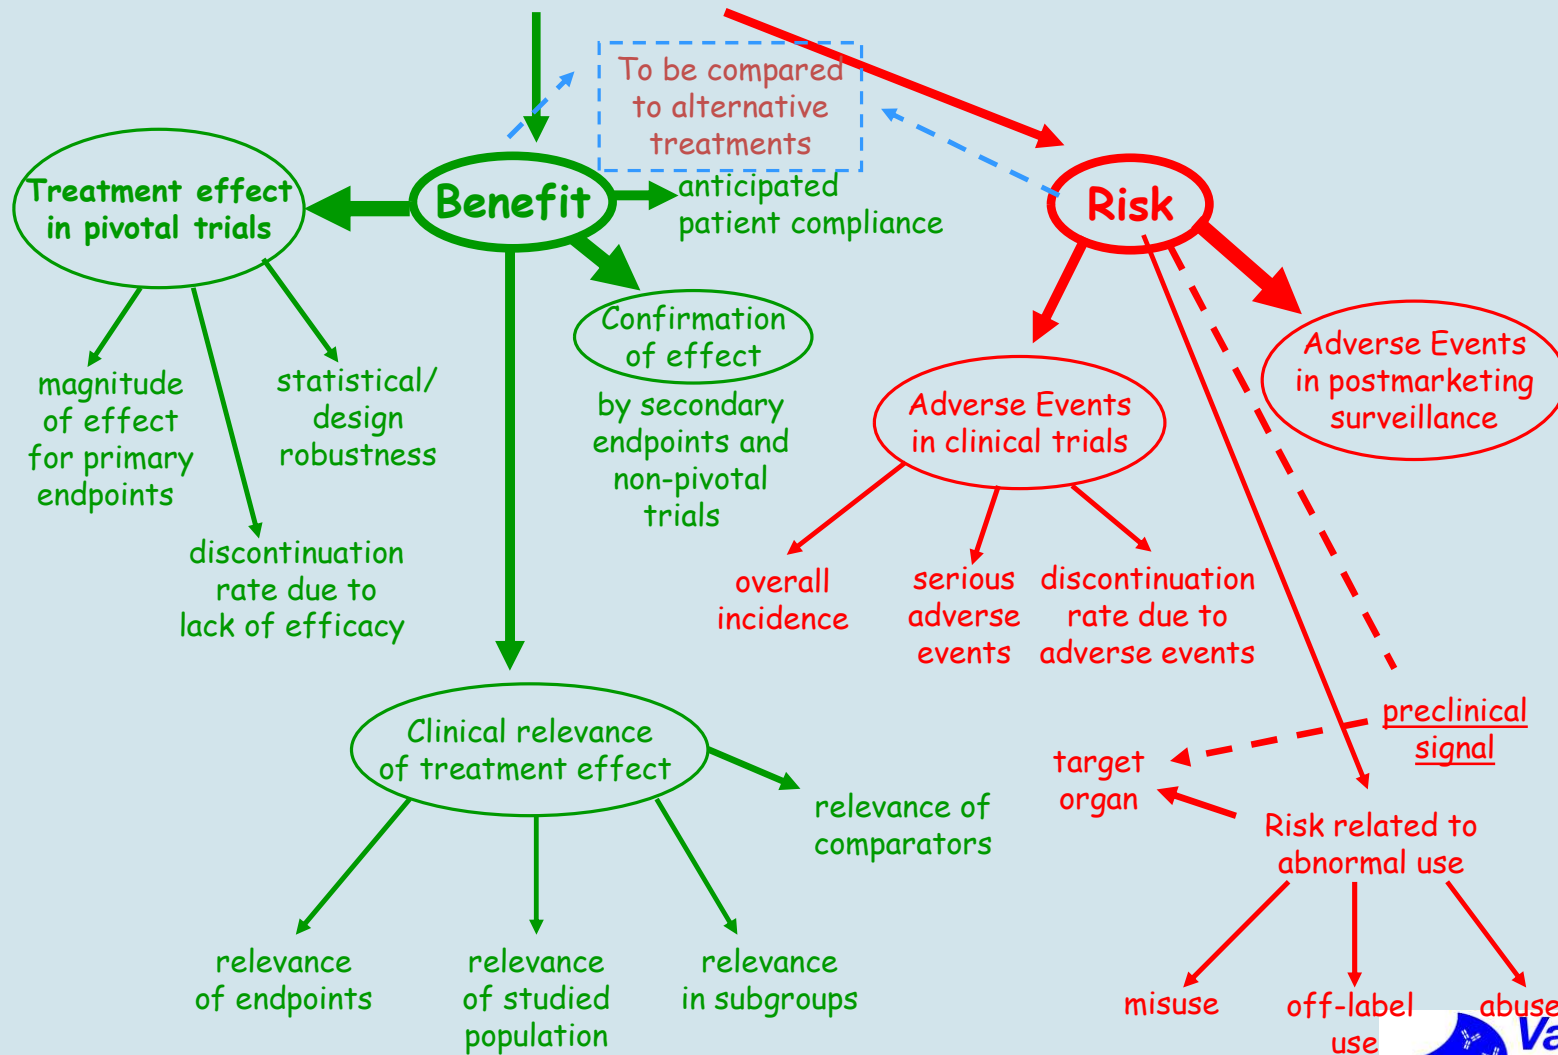 To be compared
to alternative
treatments
Benefit
Risk
Treatment effect
in pivotal trials
anticipated
patient compliance
Confirmation
of effect
by secondary
endpoints and
non-pivotal
trials
magnitude
of effect
for primary
endpoints
statistical/
design
robustness
discontinuation
rate due to
lack of efficacy
Clinical relevance
of treatment effect
relevance of
comparators
relevance
of endpoints
relevance
of studied
population
relevance
in subgroups
Adverse Events
in clinical trials
Adverse Events
in postmarketing
surveillance
overall
incidence
serious
adverse
events
discontinuation
rate due to
adverse events
preclinical
signal
target
organ
Risk related to
abnormal use
misuse
off-label
use
abuse